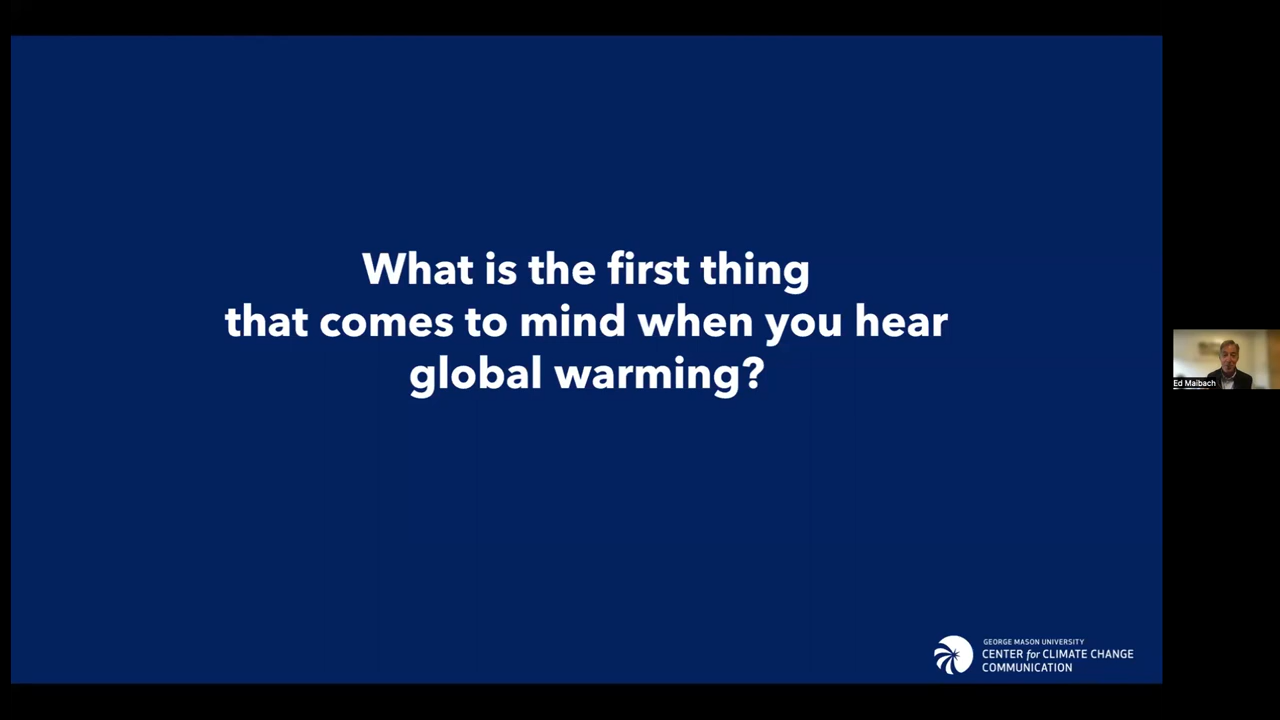 What is the first thing
that comes to mind when you hear
global warming?
Ed Maibach
GEORGE MASON UNIVERSITY
CENTER for CLIMATE CHANGE
COMMUNICATION